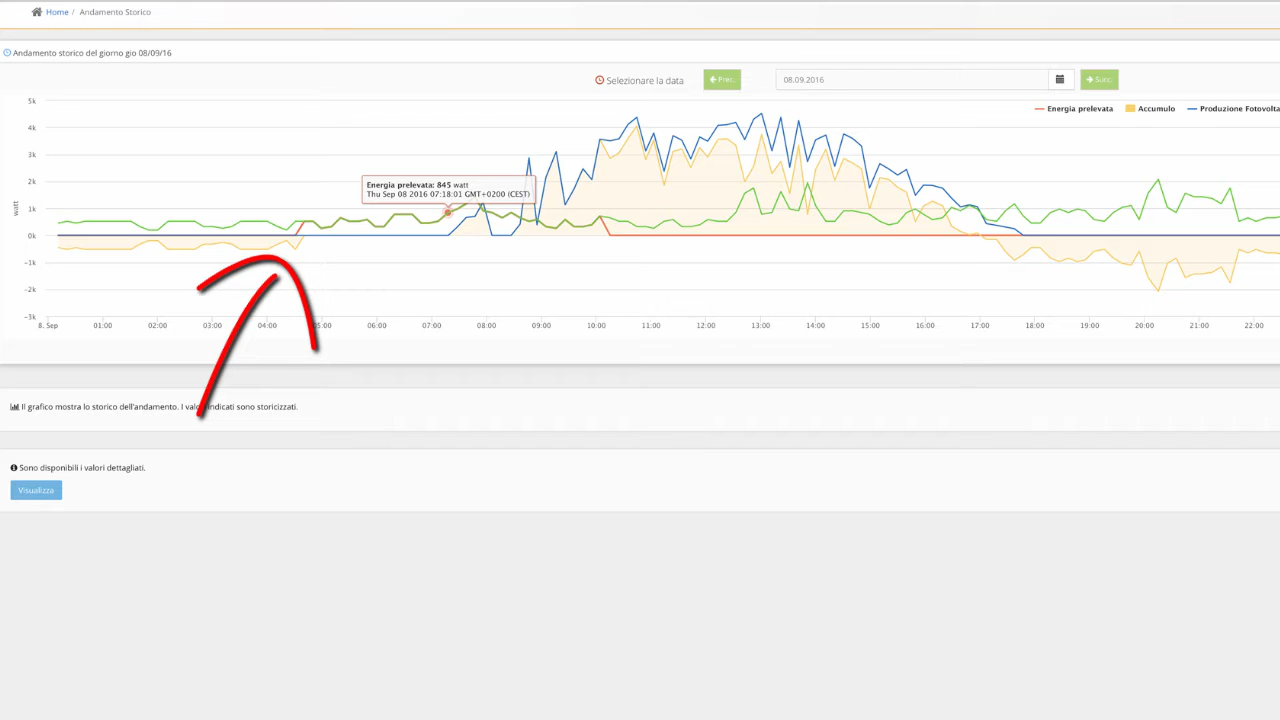 Home / Andamento Storico
Andamento storico del giorno gio 08/09/16
Selezionare la data
Prec.
08.09.2016
Succ.
5k
4k
3k
2k
1k
0k
−1k
−2k
−3k
watt
Energia prelevata
Accumulo
Produzione Fotovolta
Energia prelevata: 845 watt
Thu Sep 08 2016 07:18:01 GMT+0200 (CEST)
8. Sep
01:00
02:00
03:00
04:00
05:00
06:00
07:00
08:00
09:00
10:00
11:00
12:00
13:00
14:00
15:00
16:00
17:00
18:00
19:00
20:00
21:00
22:00
Il grafico mostra lo storico dell'andamento. I valori indicati sono storicizzati.
Sono disponibili i valori dettagliati.
Visualizza